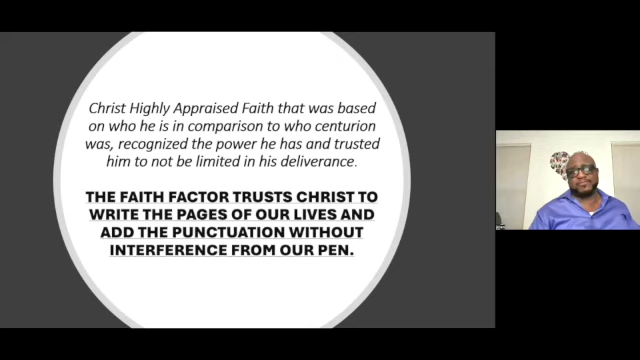 Christ Highly Appraised Faith that was based
on who he is in comparison to who centurion
was, recognized the power he has and trusted
him to not be limited in his deliverance.
THE FAITH FACTOR TRUSTS CHRIST TO
WRITE THE PAGES OF OUR LIVES AND
ADD THE PUNCTUATION WITHOUT
INTERFERENCE FROM OUR PEN.